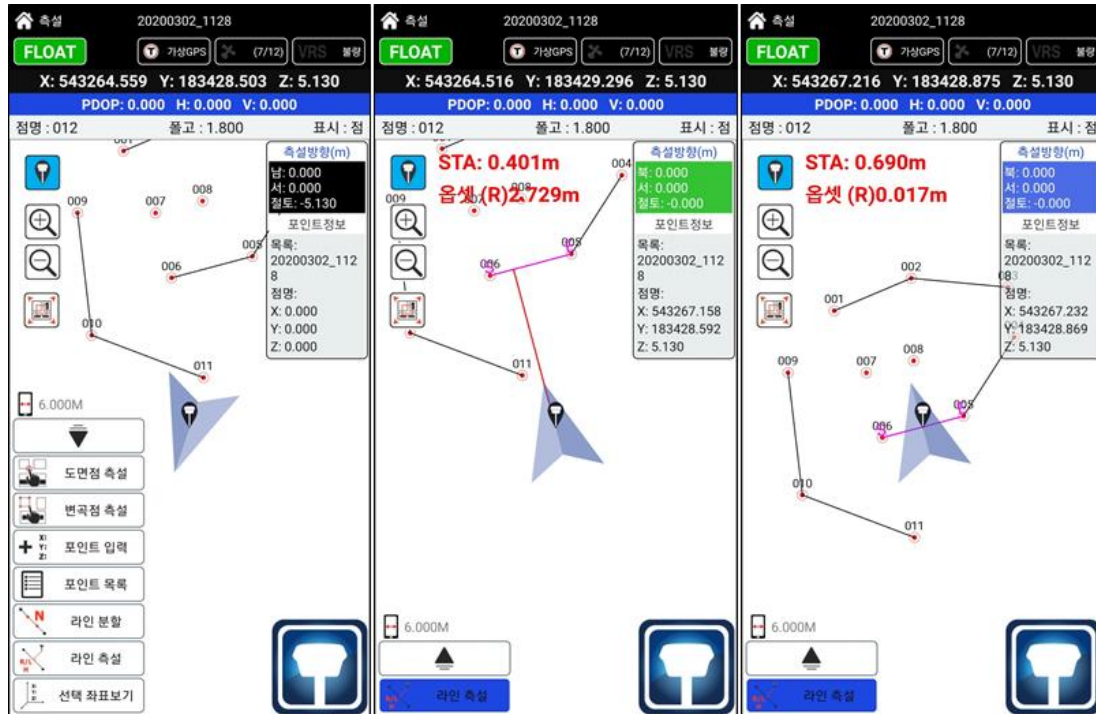 측설 20200302_1128
FLOAT
가상GPS
(7/12)
VRS 불량
X: 543264.559 Y: 183428.503 Z: 5.130
PDOP: 0.000 H: 0.000 V: 0.000
점명 : 012 폴고 : 1.800 표시 : 점
측설방향(m)
남: 0.000
서: 0.000
절토: -5.130
포인트정보
목록:
20200302_112
8
점명:
X: 0.000
Y: 0.000
Z: 0.000
001
008
009
007
005
006
010
011
6.000M
도면점 측설
변곡점 측설
X:
Y:
Z:
포인트 입력
포인트 목록
N
라인 분할
R/L
H
라인 측설
선택 좌표보기
측설 20200302_1128
FLOAT
가상GPS
(7/12)
VRS 불량
X: 543264.516 Y: 183429.296 Z: 5.130
PDOP: 0.000 H: 0.000 V: 0.000
점명 : 012 폴고 : 1.800 표시 : 점
STA: 0.401m
옵셋 (R)2.729m
측설방향(m)
북: 0.000
서: 0.000
절토: -0.000
포인트정보
목록:
20200302_112
8
점명:
X: 543267.158
Y: 183428.592
Z: 5.130
004
008
009
005
006
011
6.000M
라인 측설
측설 20200302_1128
FLOAT
가상GPS
(7/12)
VRS 불량
X: 543267.216 Y: 183428.875 Z: 5.130
PDOP: 0.000 H: 0.000 V: 0.000
점명 : 012 폴고 : 1.800 표시 : 점
STA: 0.690m
옵셋 (R)0.017m
측설방향(m)
북: 0.000
서: 0.000
절토: -0.000
포인트정보
목록:
20200302_112
8
점명:
X: 543267.232
Y: 183428.869
Z: 5.130
002
001
009
007
008
005
006
010
011
6.000M
라인 측설